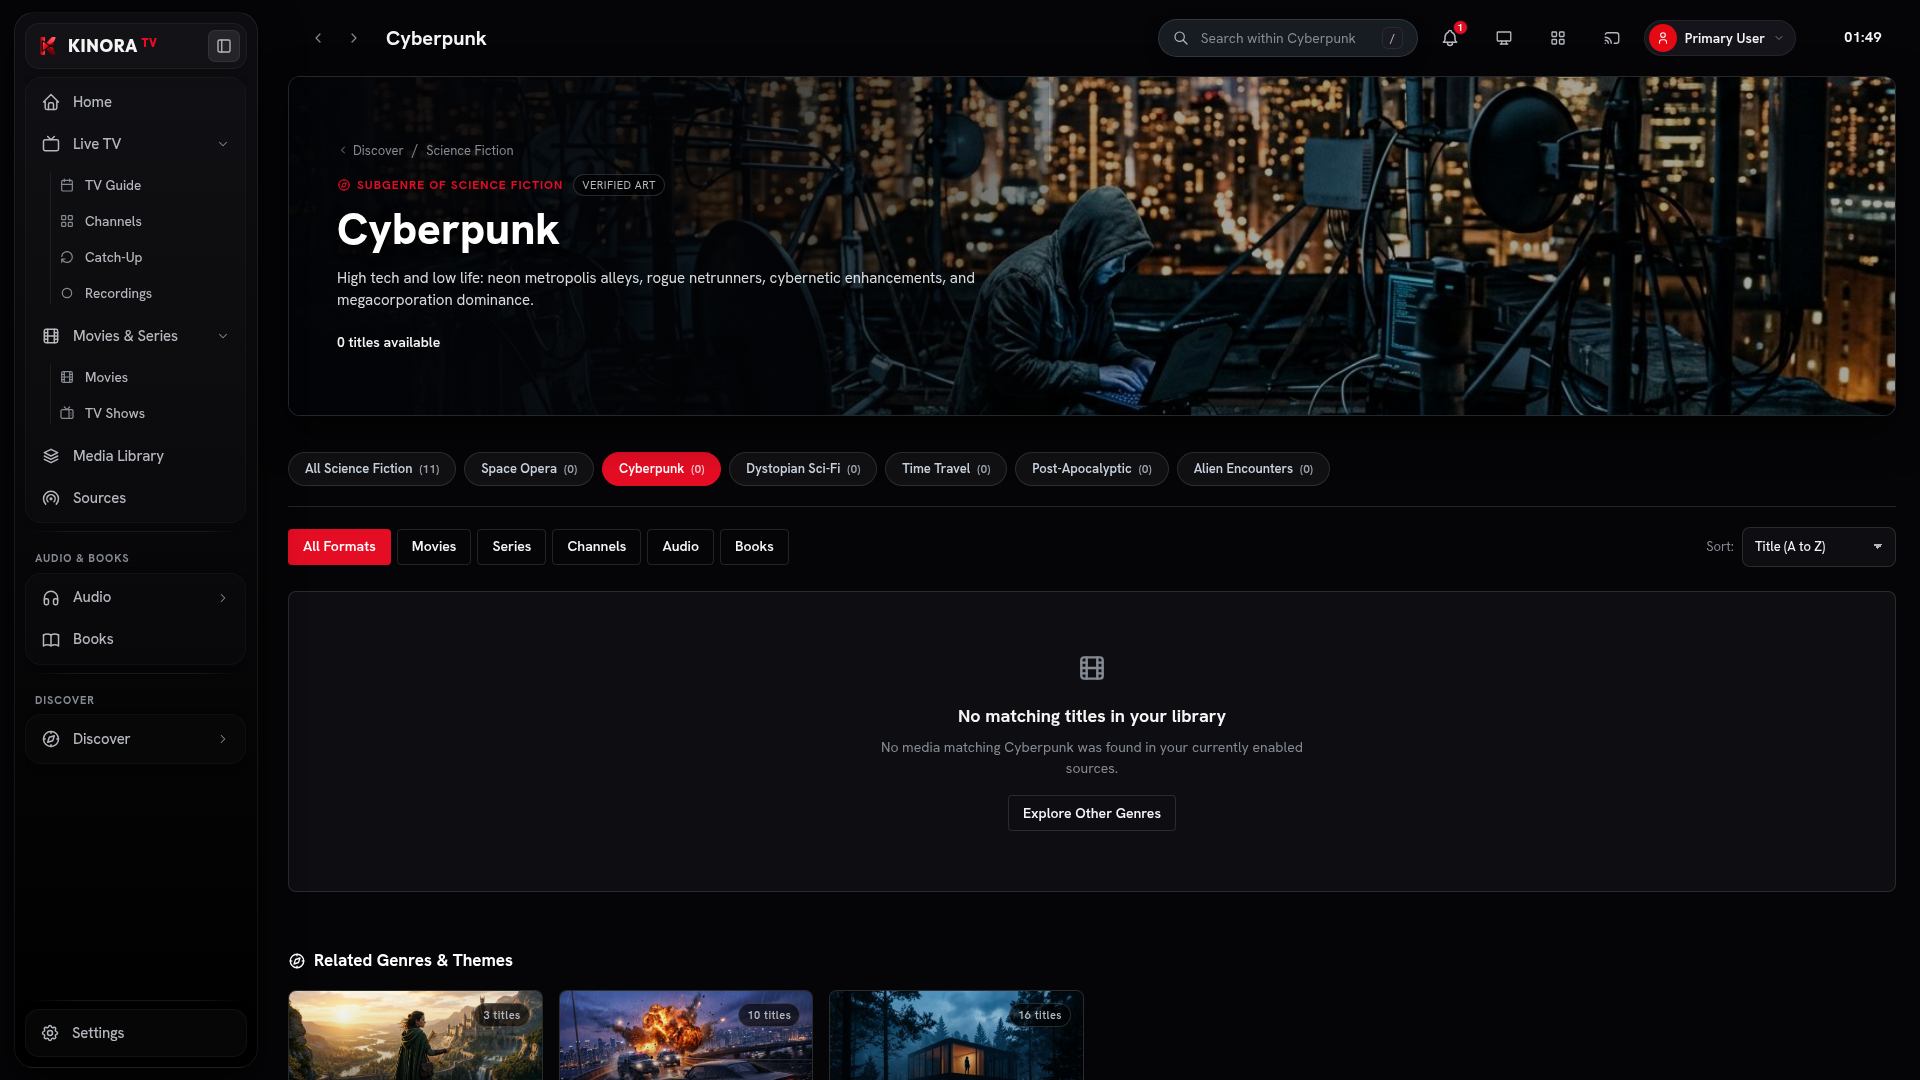 KINORA TV
Home
Live TV
TV Guide
Channels
Catch-Up
Recordings
Movies & Series
Movies
TV Shows
Media Library
Sources
AUDIO & BOOKS
Audio
Books
DISCOVER
Discover
Settings
Cyberpunk
Search within Cyberpunk /
1
Primary User
01:49
Discover / Science Fiction
SUBGENRE OF SCIENCE FICTION VERIFIED ART
Cyberpunk
High tech and low life: neon metropolis alleys, rogue netrunners, cybernetic enhancements, and
megacorporation dominance.
0 titles available
All Science Fiction (11) Space Opera (0) Cyberpunk (0) Dystopian Sci-Fi (0) Time Travel (0) Post-Apocalyptic (0) Alien Encounters (0)
All Formats Movies Series Channels Audio Books Sort: Title (A to Z)
No matching titles in your library
No media matching Cyberpunk was found in your currently enabled
sources.
Explore Other Genres
Related Genres & Themes
3 titles 10 titles 16 titles